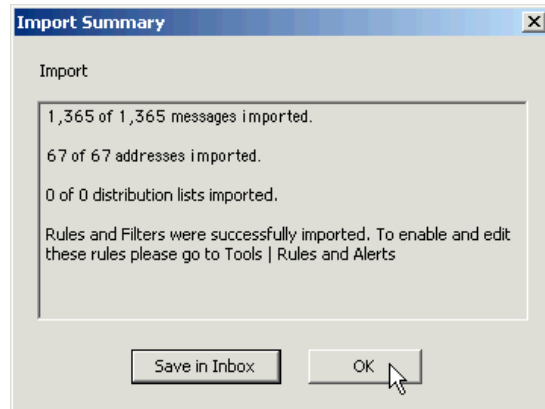 Import Summary
Import
1,365 of 1,365 messages imported.
67 of 67 addresses imported.
0 of 0 distribution lists imported.
Rules and Filters were successfully imported. To enable and edit
these rules please go to Tools | Rules and Alerts
Save in Inbox
OK